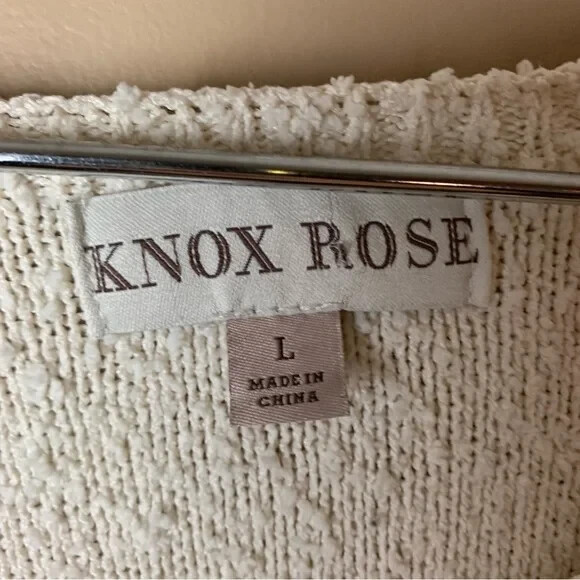 KNOX ROSE
L
MADE IN
CHINA